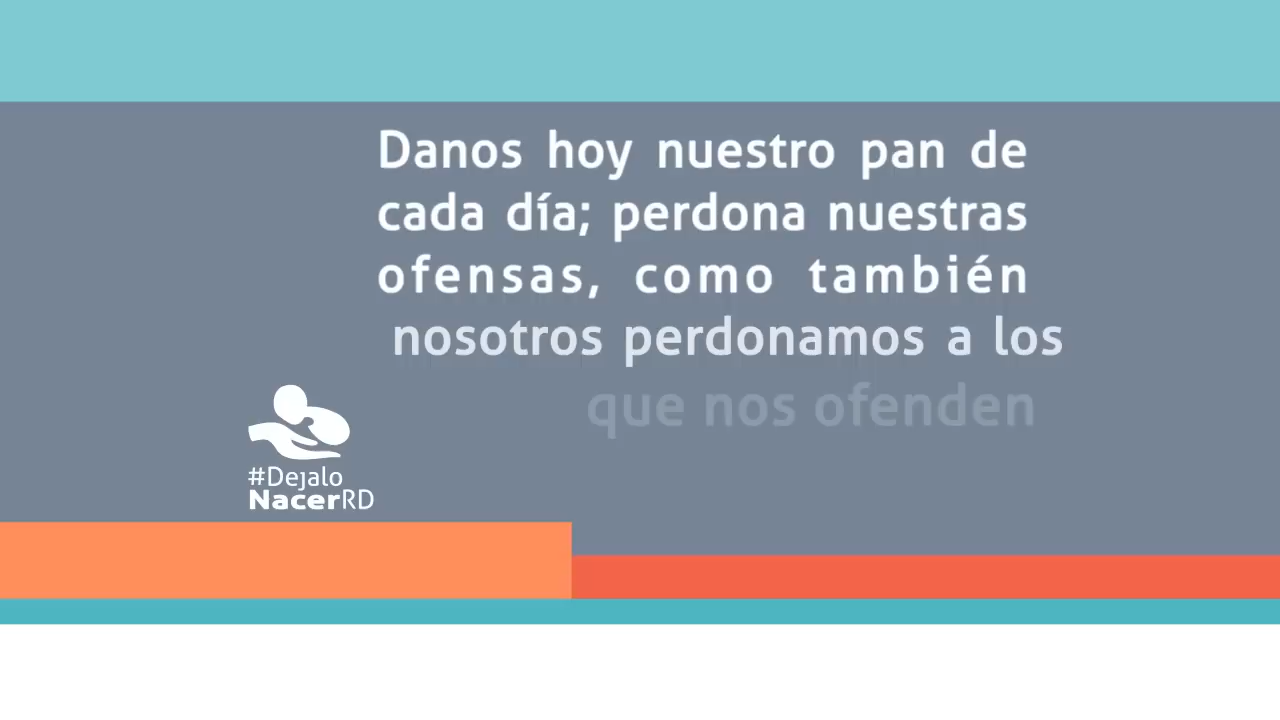 Danos hoy nuestro pan de
cada día; perdona nuestras
ofensas, como también
nosotros perdonamos a los
que nos ofenden
#Dejalo
NacerRD